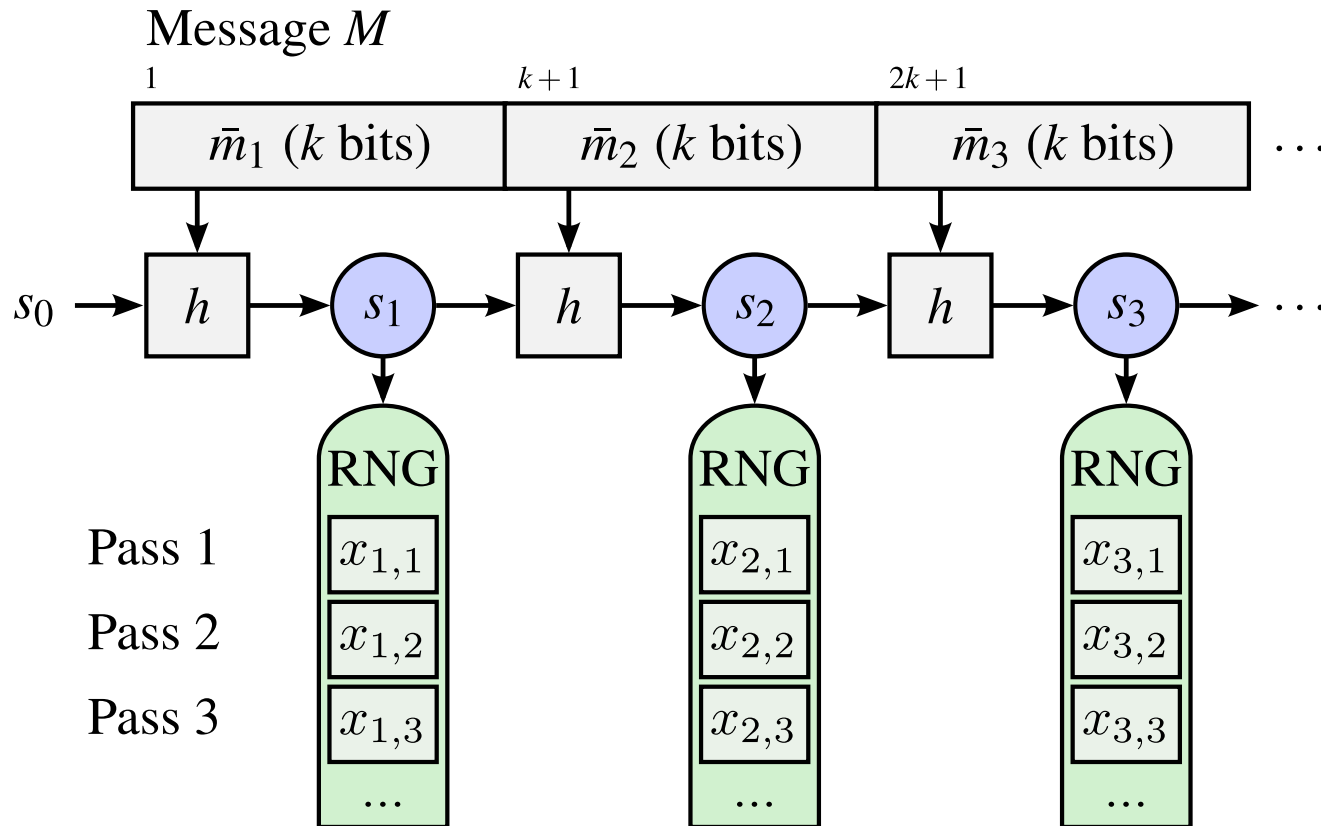 Message M
1 k+1 2k+1
m̄₁ (k bits) m̄₂ (k bits) m̄₃ (k bits) ...
s₀ h s₁ h s₂ h s₃ ...
RNG RNG RNG
Pass 1 x₁,₁ x₂,₁ x₃,₁
Pass 2 x₁,₂ x₂,₂ x₃,₂
Pass 3 x₁,₃ x₂,₃ x₃,₃
... ... ...